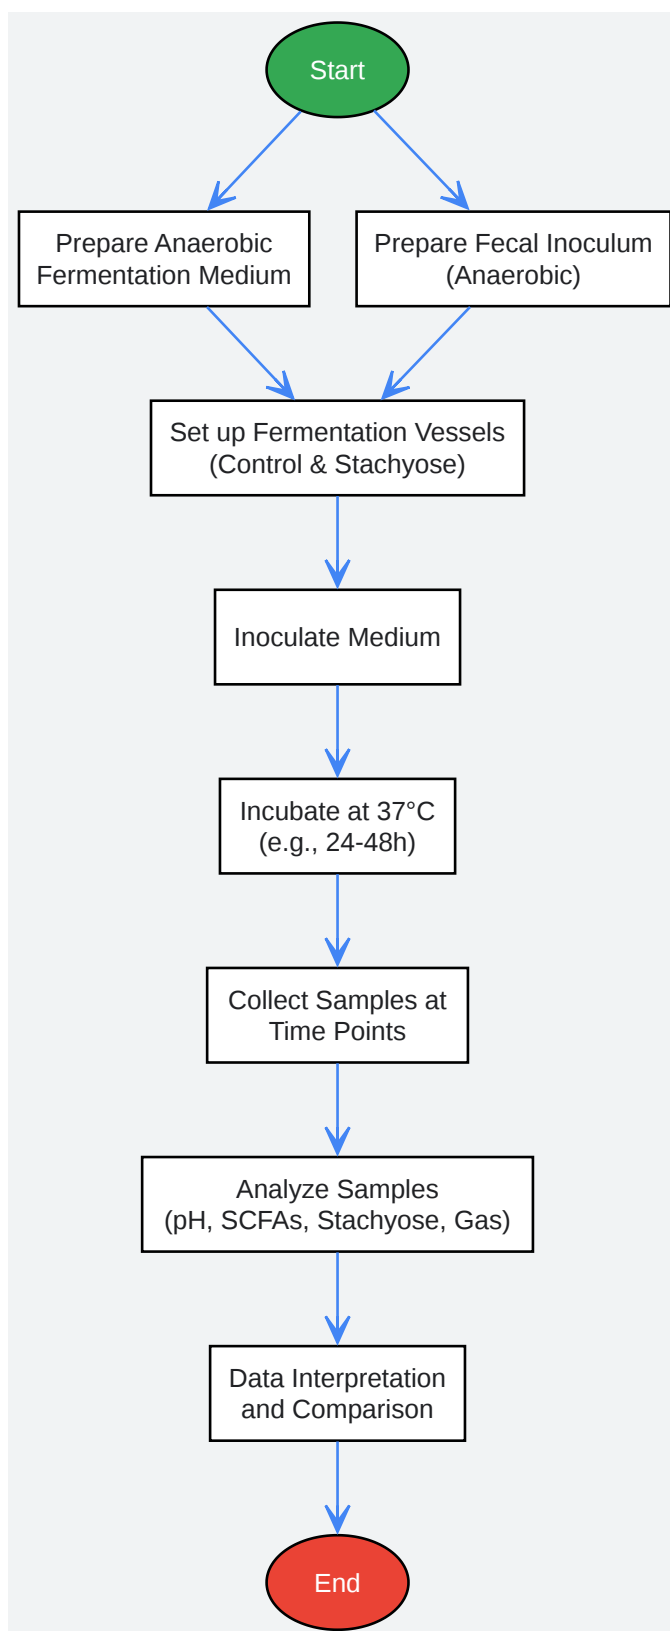 Start
Prepare Anaerobic
Fermentation Medium
Prepare Fecal Inoculum
(Anaerobic)
Set up Fermentation Vessels
(Control & Stachyose)
Inoculate Medium
Incubate at 37°C
(e.g., 24-48h)
Collect Samples at
Time Points
Analyze Samples
(pH, SCFAs, Stachyose, Gas)
Data Interpretation
and Comparison
End